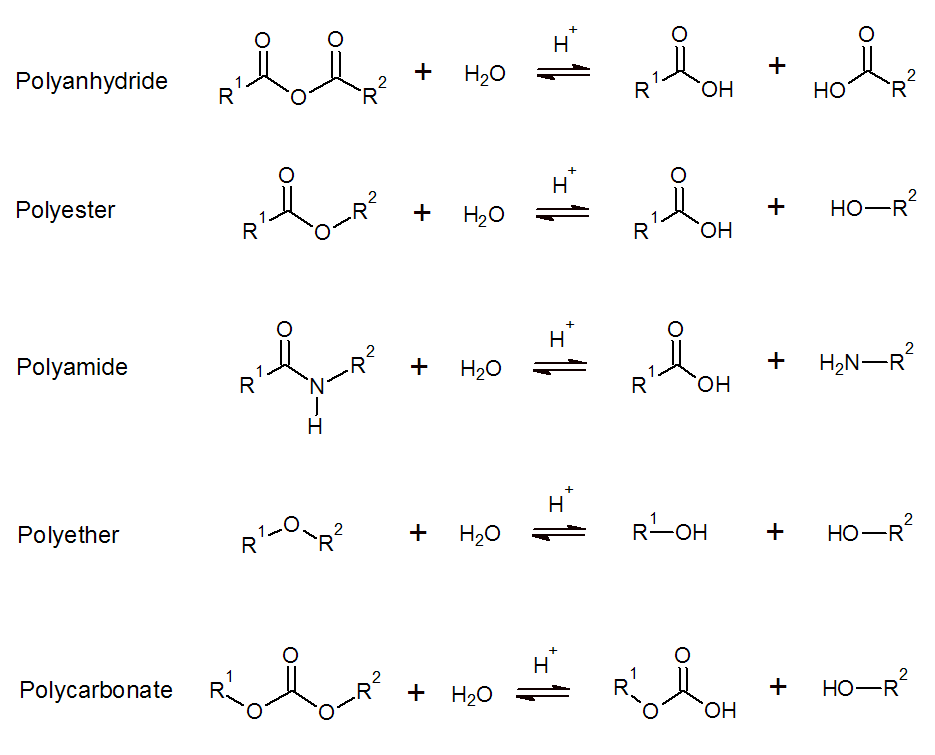 Polyanhydride R¹ O O O R² + H₂O H⁺ R¹ O OH + O HO R²
Polyester R¹ O O R² + H₂O H⁺ R¹ O OH + HO R²
Polyamide R¹ O N H R² + H₂O H⁺ R¹ O OH + H₂N R²
Polyether R¹ O R² + H₂O H⁺ R¹ OH + HO R²
Polycarbonate R¹ O O O R² + H₂O H⁺ R¹ O O OH + HO R²